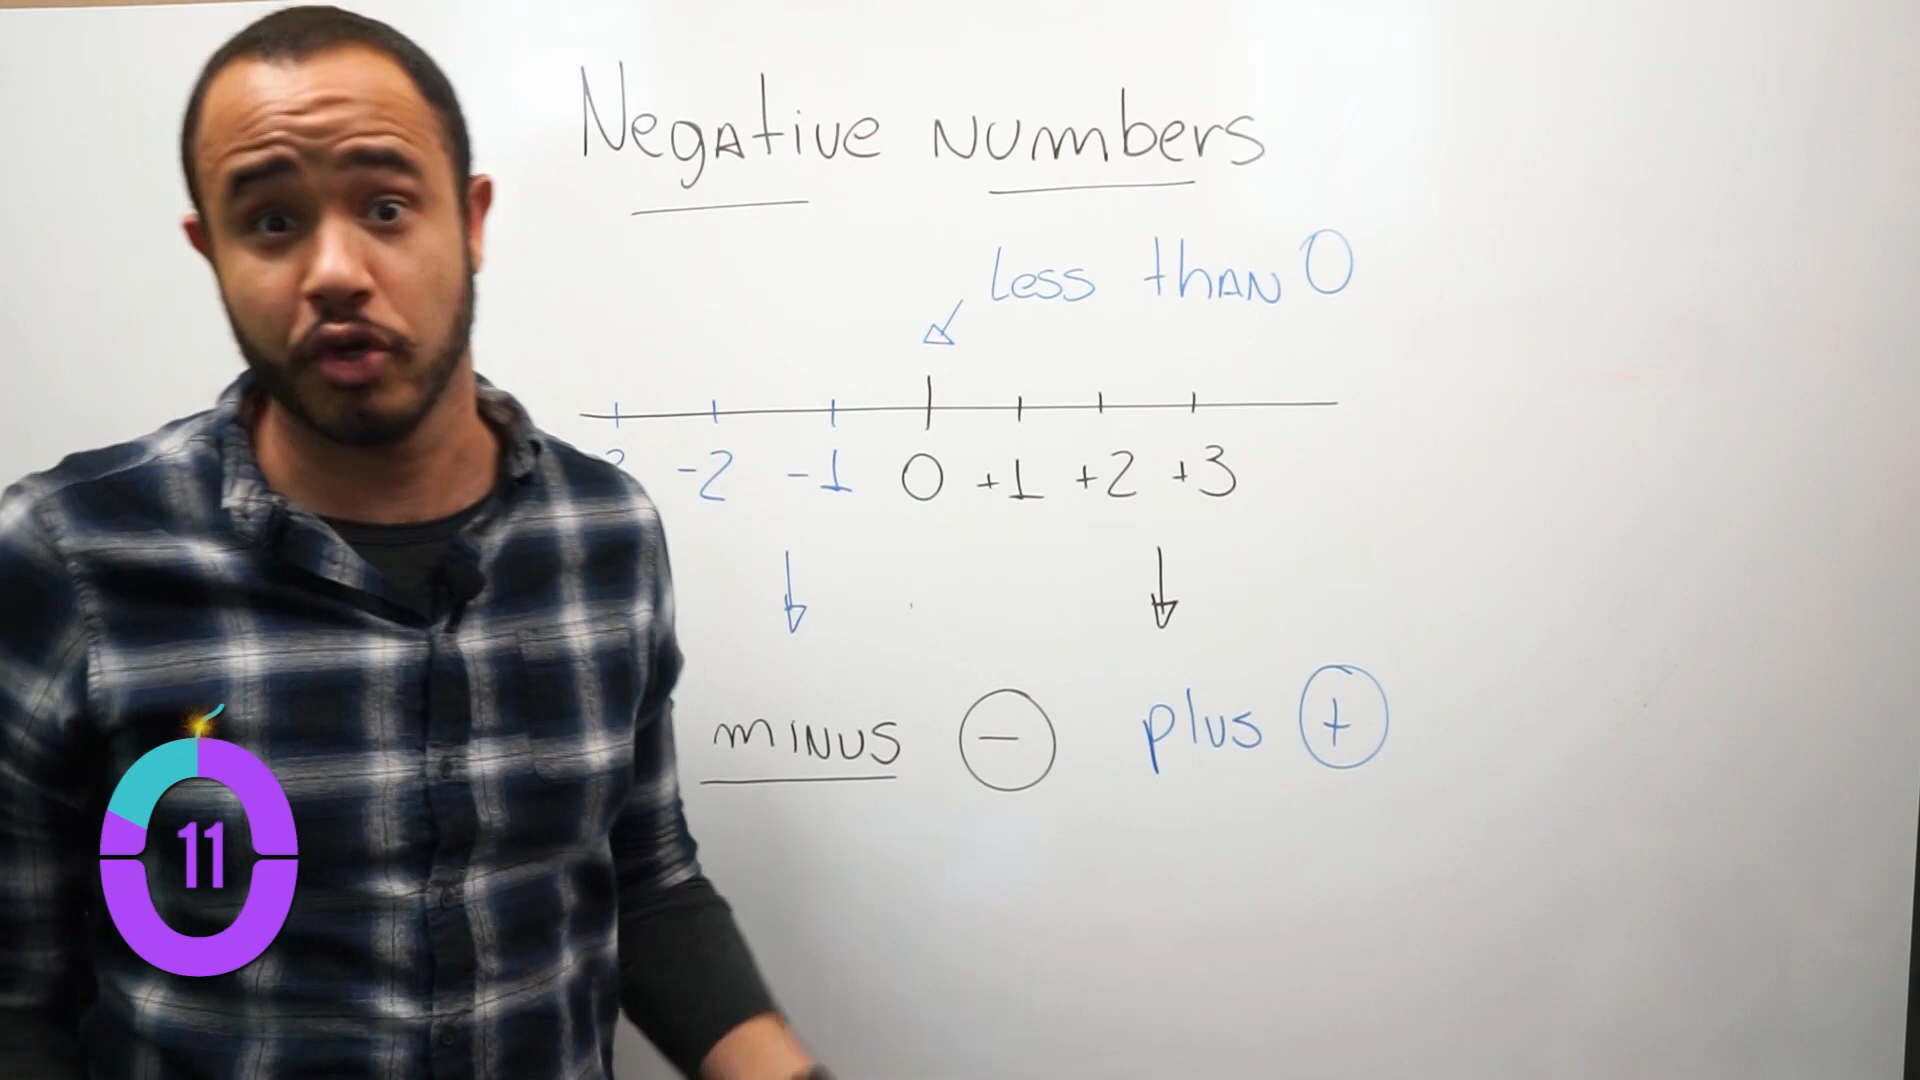 Negative numbers
less than 0
-2 -1 0 +1 +2 +3
minus - plus +
11